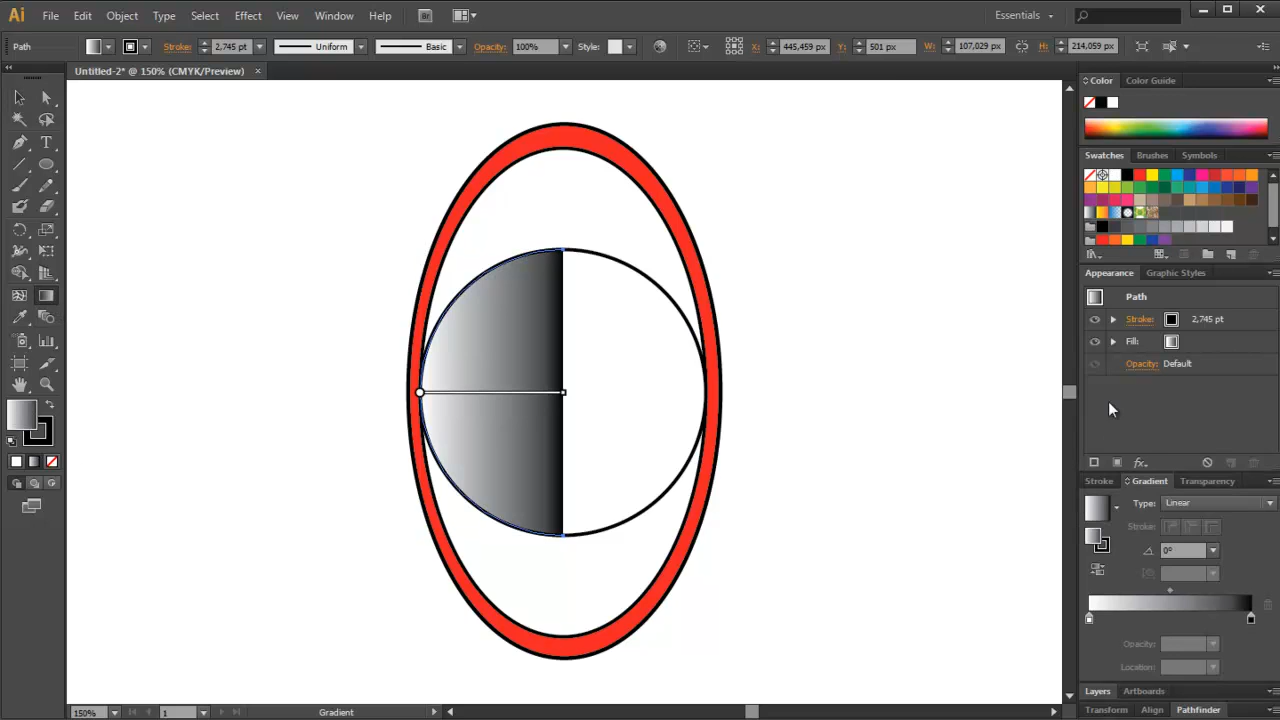 Ai File Edit Object Type Select Effect View Window Help Br Essentials
Path Stroke: 2,745 pt Uniform Basic Opacity: 100% Style: X: 445,459 px Y: 501 px W: 107,029 px H: 214,059 px
Untitled-2* @ 150% (CMYK/Preview) ×
Color Color Guide
Swatches Brushes Symbols
Appearance Graphic Styles
Path
Stroke: 2,745 pt
Fill:
Opacity: Default
fx
Stroke Gradient Transparency
Type: Linear
Stroke:
0°
Opacity:
Location:
Layers Artboards
Transform Align Pathfinder
150% 1 Gradient